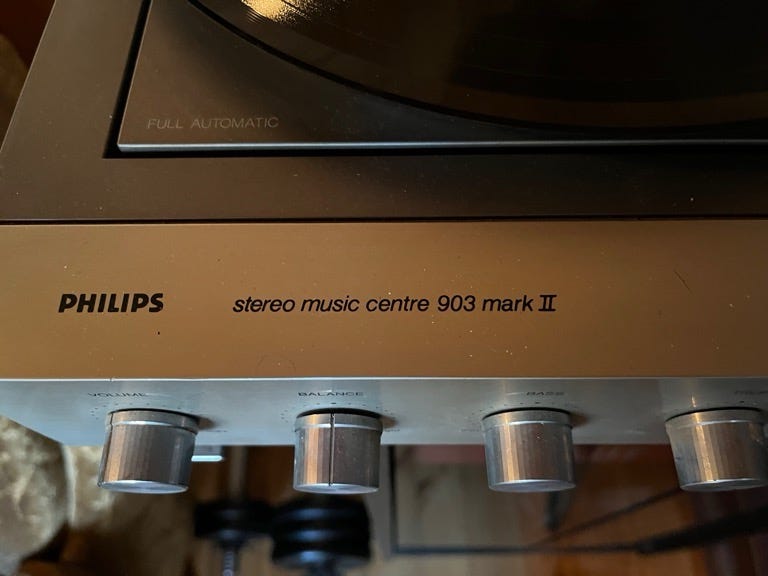 FULL AUTOMATIC
PHILIPS stereo music centre 903 mark II
VOLUME BALANCE BASS